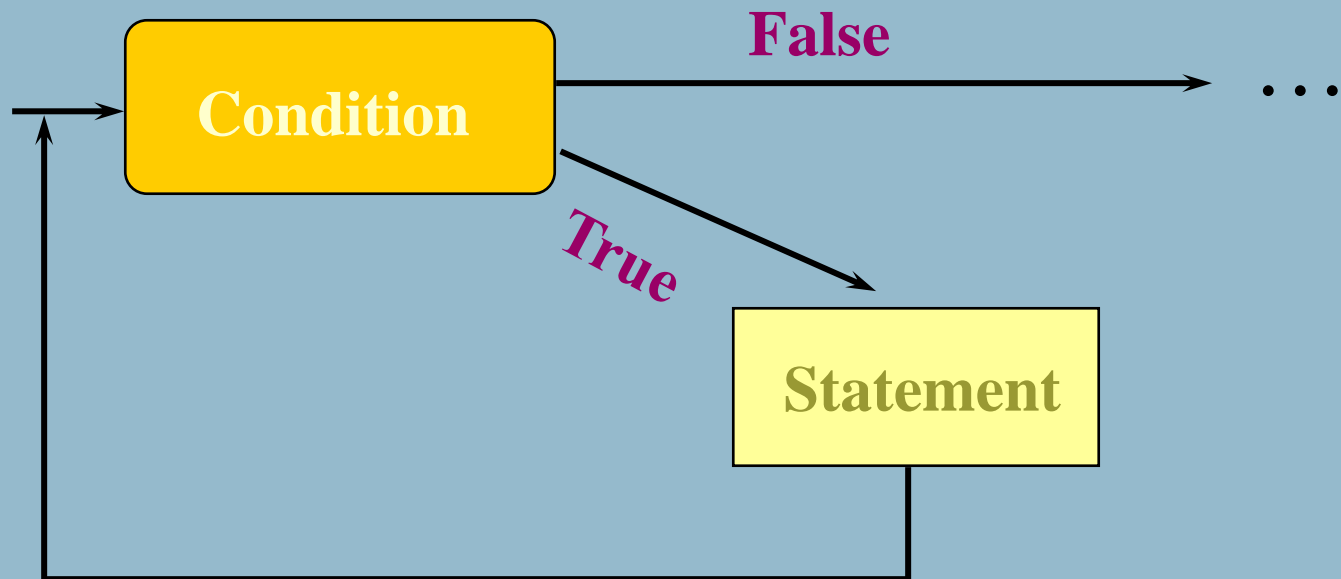 False
. . .
Condition
True
Statement